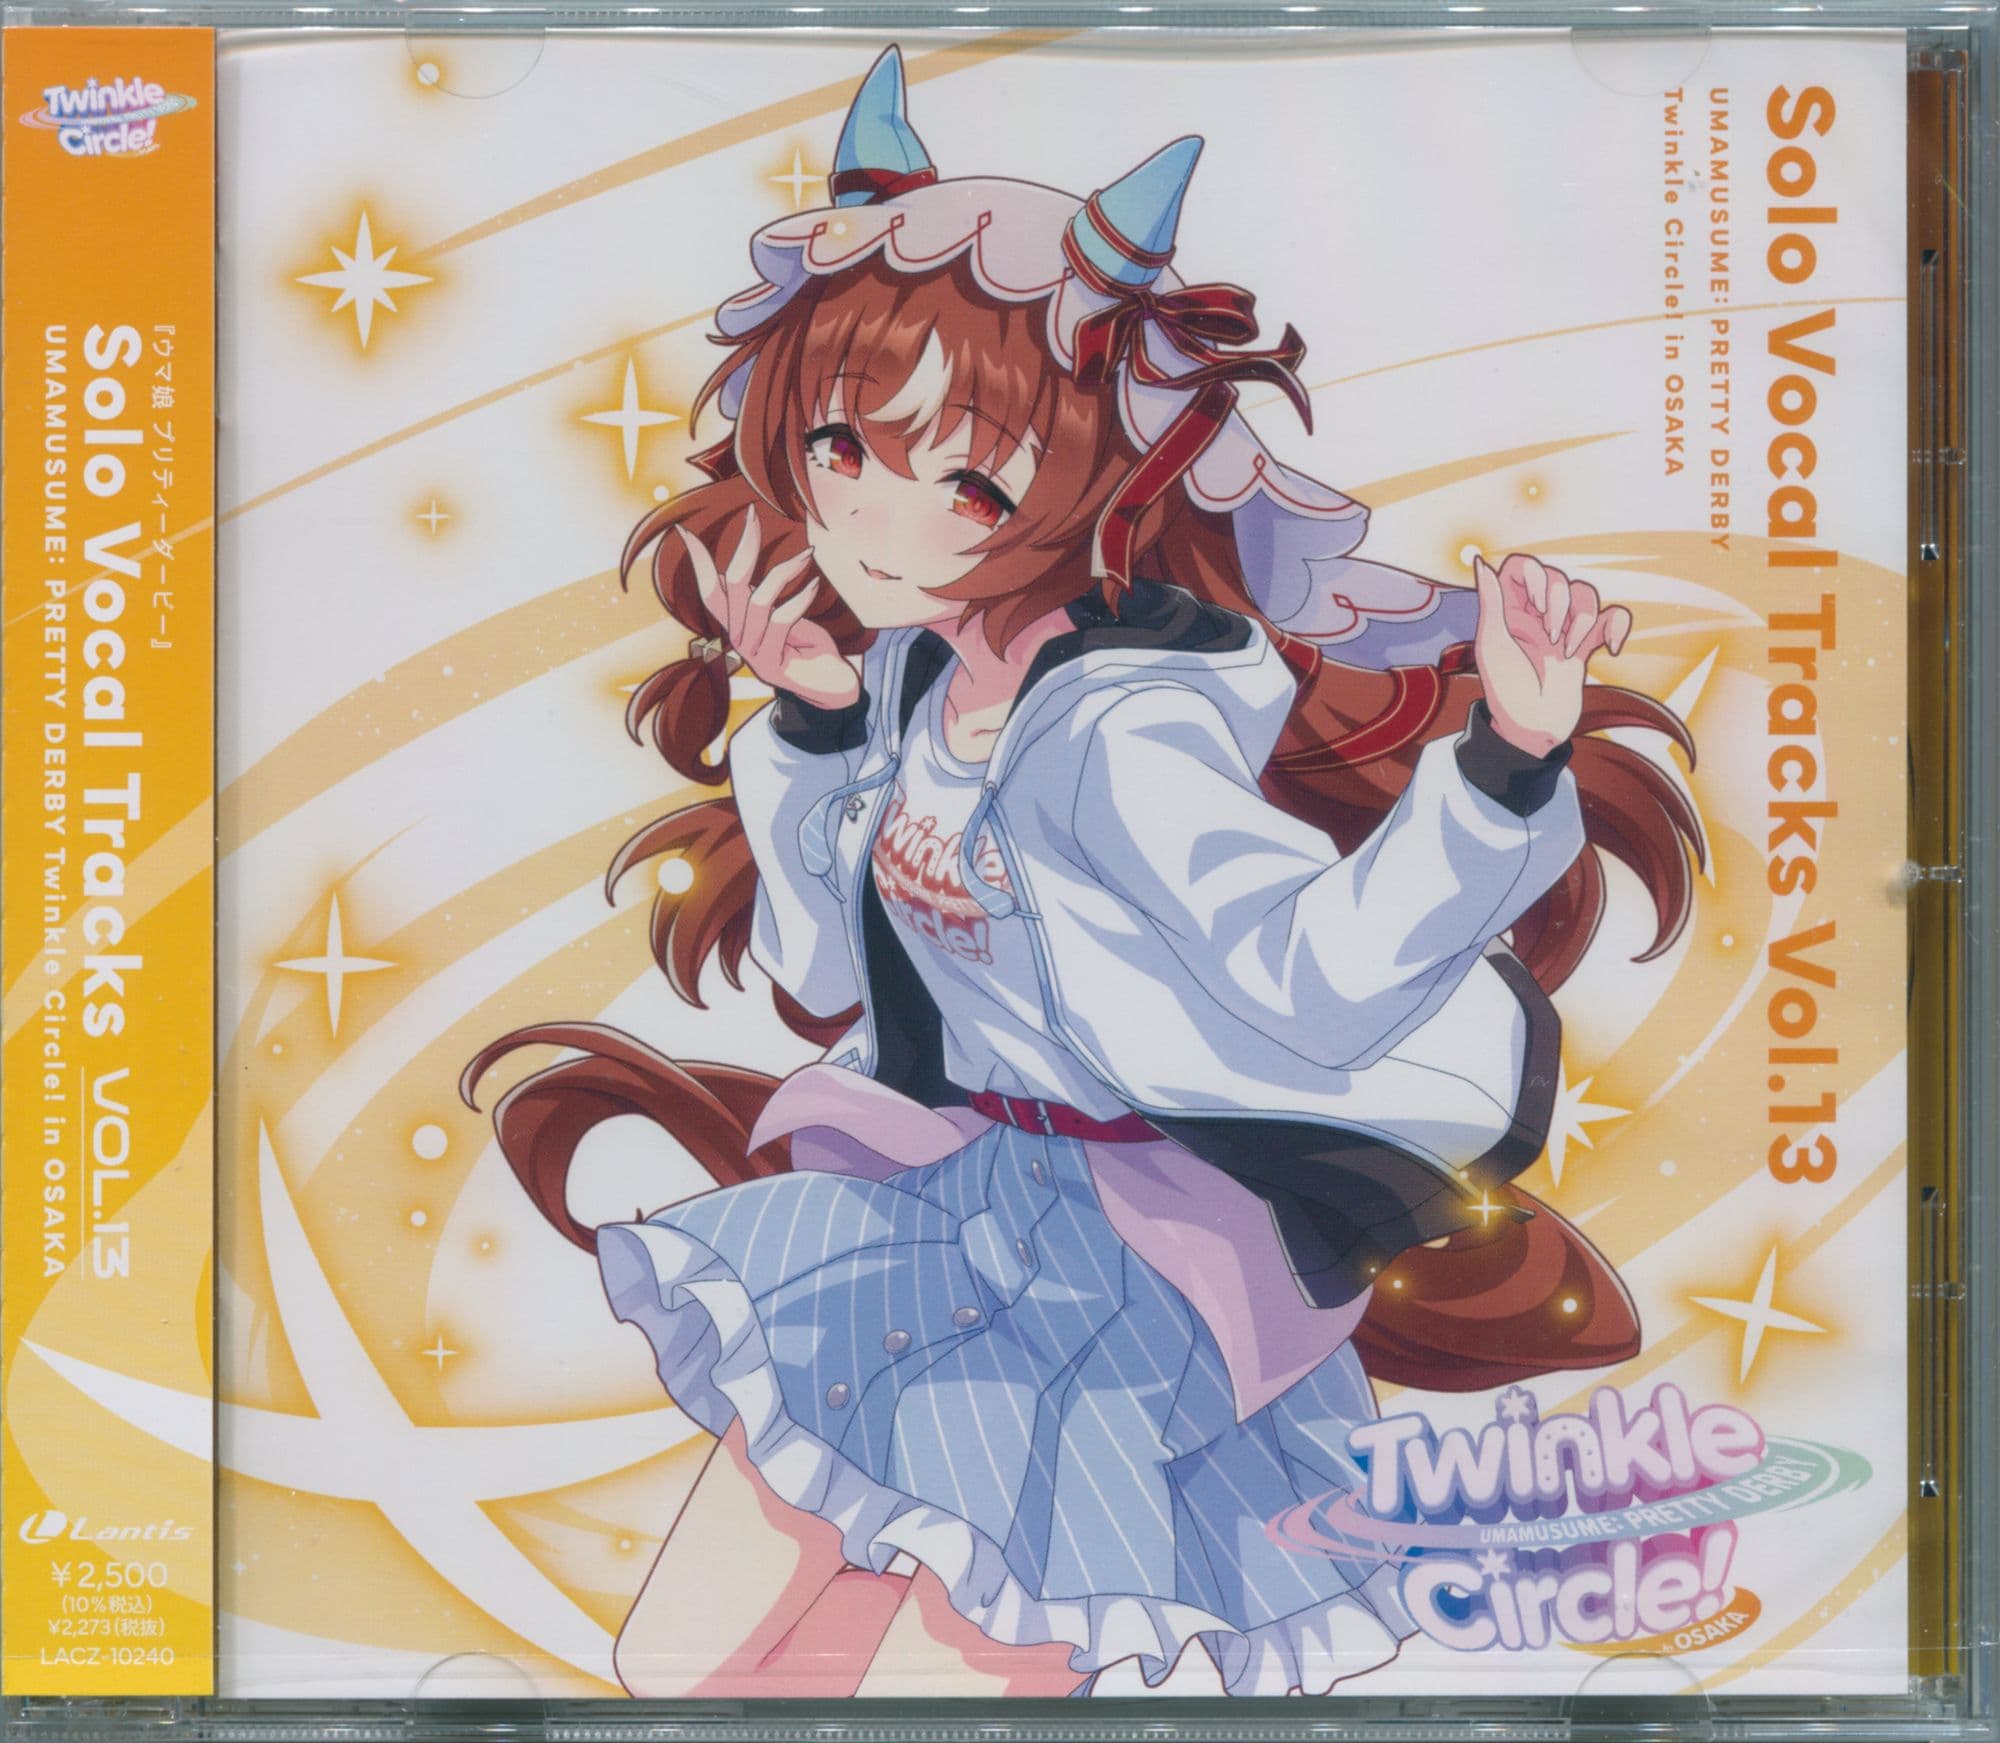 Twinkle
Circle!
『ウマ娘 プリティーダービー』
Solo Vocal Tracks VOL.13
UMAMUSUME: PRETTY DERBY Twinkle Circle! in OSAKA
Lantis
¥2,500
(10%税込)
¥2,273(税抜)
LACZ-10240
Solo Vocal Tracks Vol.13
UMAMUSUME: PRETTY DERBY
Twinkle Circle! in OSAKA
winkle
Circle!
Twinkle
UMAMUSUME: PRETTY DERBY
Circle!
in OSAKA